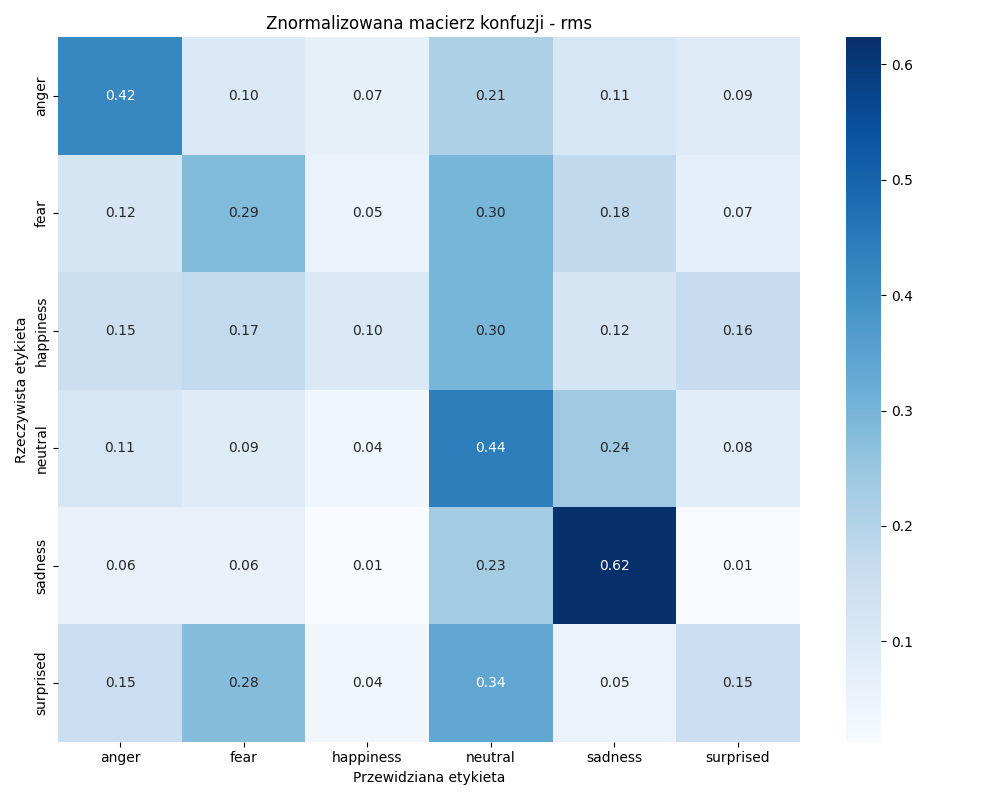 Znormalizowana macierz konfuzji - rms
Rzeczywista etykieta
anger 0.42 0.10 0.07 0.21 0.11 0.09
fear 0.12 0.29 0.05 0.30 0.18 0.07
happiness 0.15 0.17 0.10 0.30 0.12 0.16
neutral 0.11 0.09 0.04 0.44 0.24 0.08
sadness 0.06 0.06 0.01 0.23 0.62 0.01
surprised 0.15 0.28 0.04 0.34 0.05 0.15
anger fear happiness neutral sadness surprised
Przewidziana etykieta
0.6
0.5
0.4
0.3
0.2
0.1